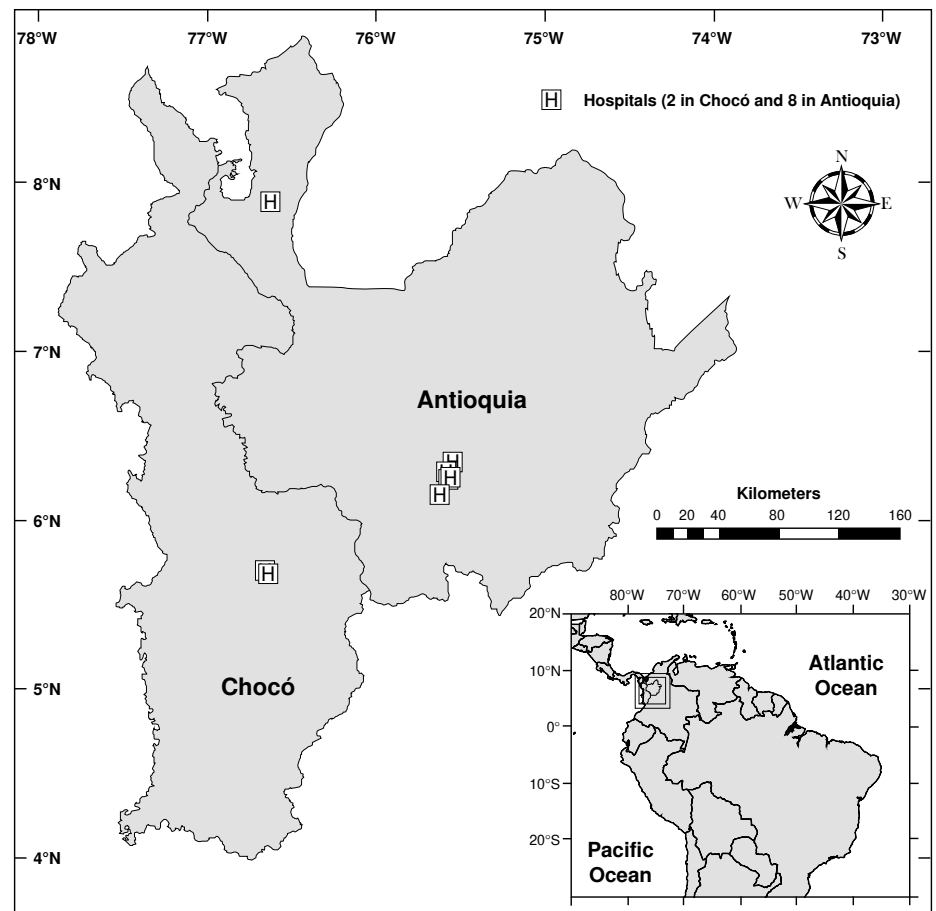 78°W 77°W 76°W 75°W 74°W 73°W
H Hospitals (2 in Chocó and 8 in Antioquia)
N
8°N
W E
H
S
7°N
Antioquia
H
H
H
H
Kilometers
6°N
0 20 40 80 120 160
H
80°W 70°W 60°W 50°W 40°W 30°W
20°N
Atlantic
Ocean
10°N
5°N
Chocó
0°
10°S
20°S
4°N
Pacific
Ocean